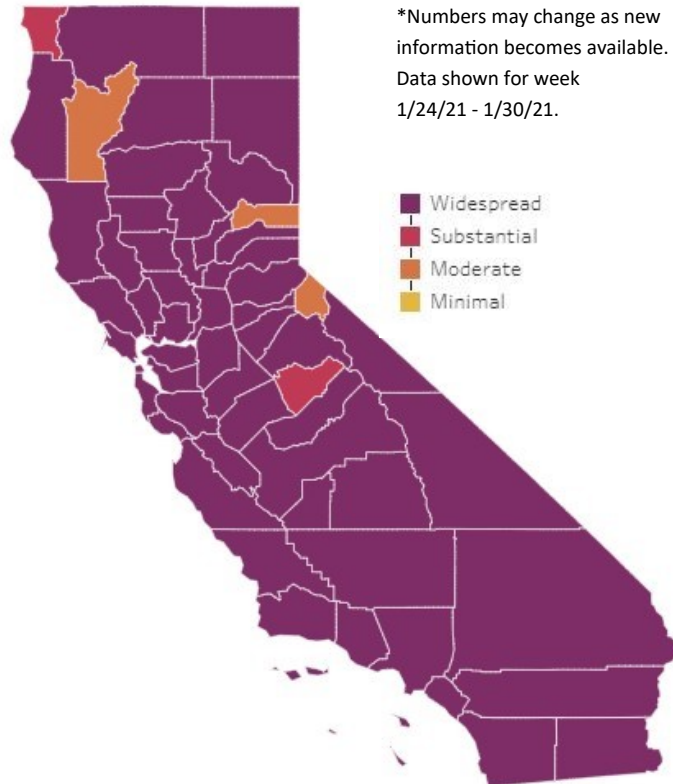 *Numbers may change as new
information becomes available.
Data shown for week
1/24/21 - 1/30/21.
Widespread
Substantial
Moderate
Minimal